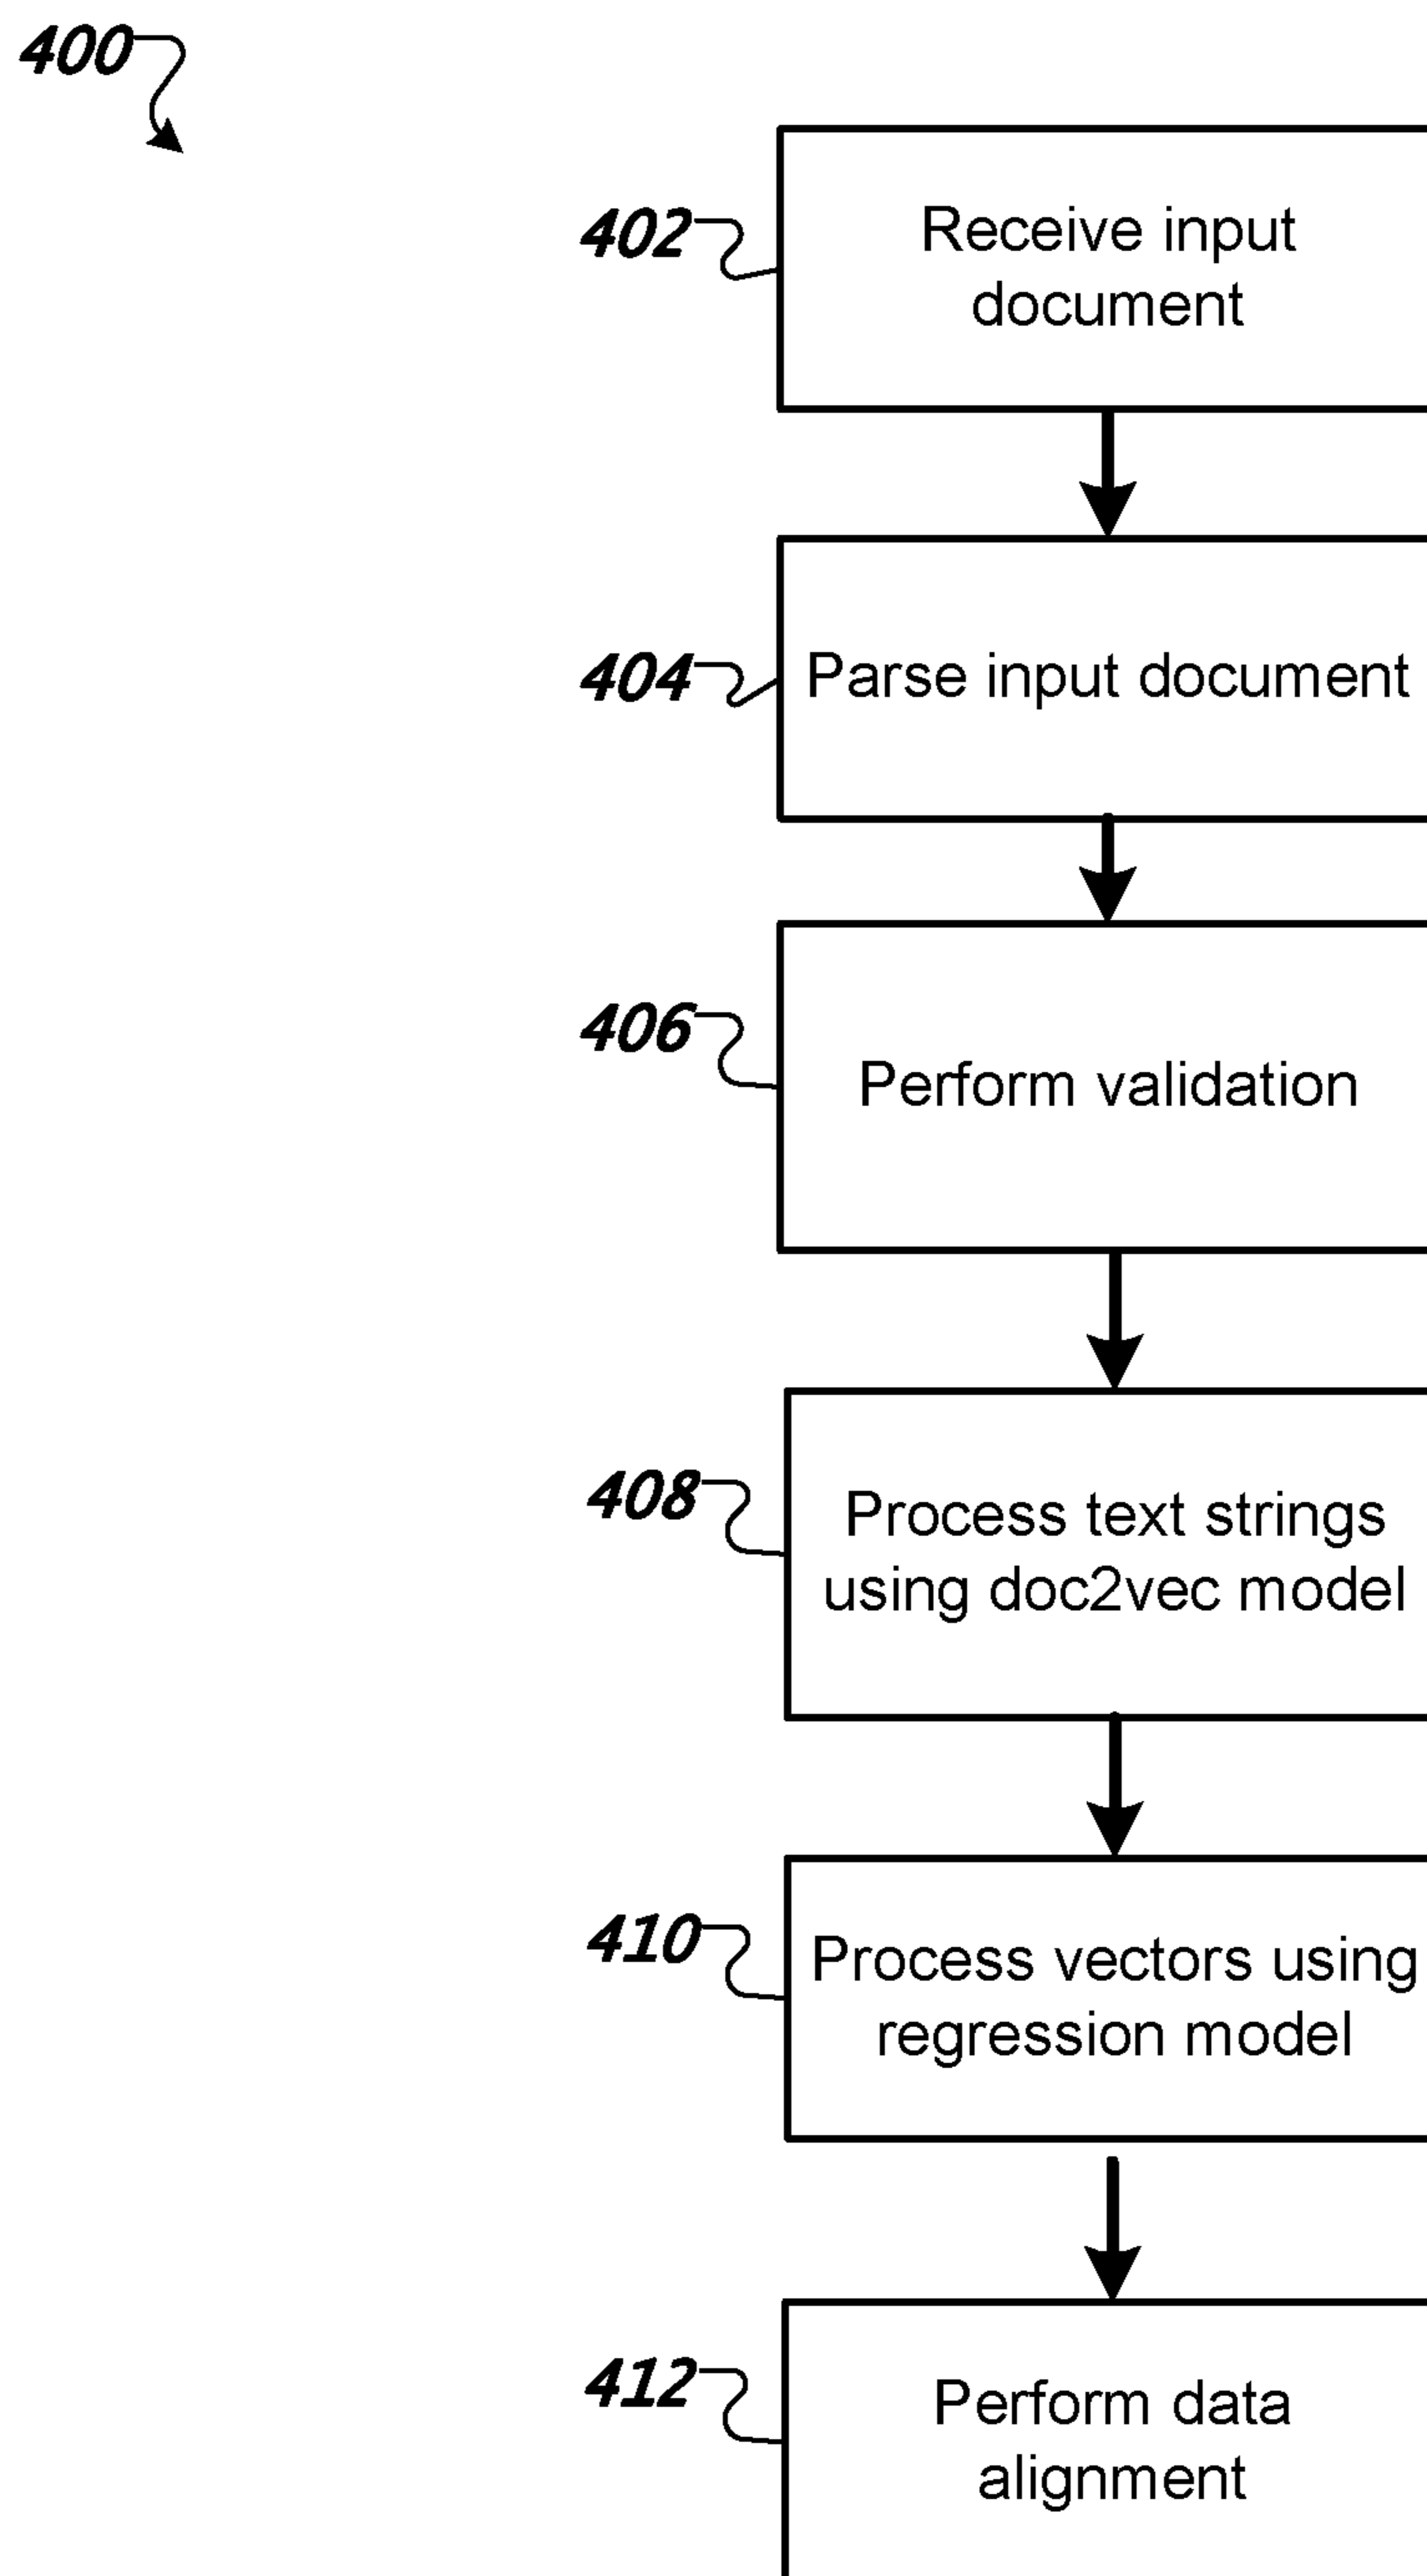 400
402
Receive input
document
404
Parse input document
406
Perform validation
408
Process text strings
using doc2vec model
410
Process vectors using
regression model
412
Perform data
alignment